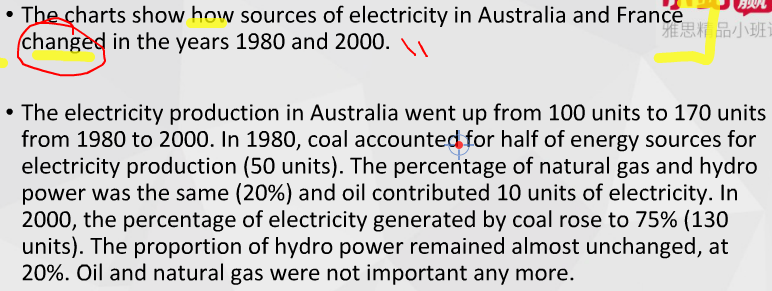 • The charts show how sources of electricity in Australia and France
changed in the years 1980 and 2000.
雅思精品小班
• The electricity production in Australia went up from 100 units to 170 units
from 1980 to 2000. In 1980, coal accounted for half of energy sources for
electricity production (50 units). The percentage of natural gas and hydro
power was the same (20%) and oil contributed 10 units of electricity. In
2000, the percentage of electricity generated by coal rose to 75% (130
units). The proportion of hydro power remained almost unchanged, at
20%. Oil and natural gas were not important any more.